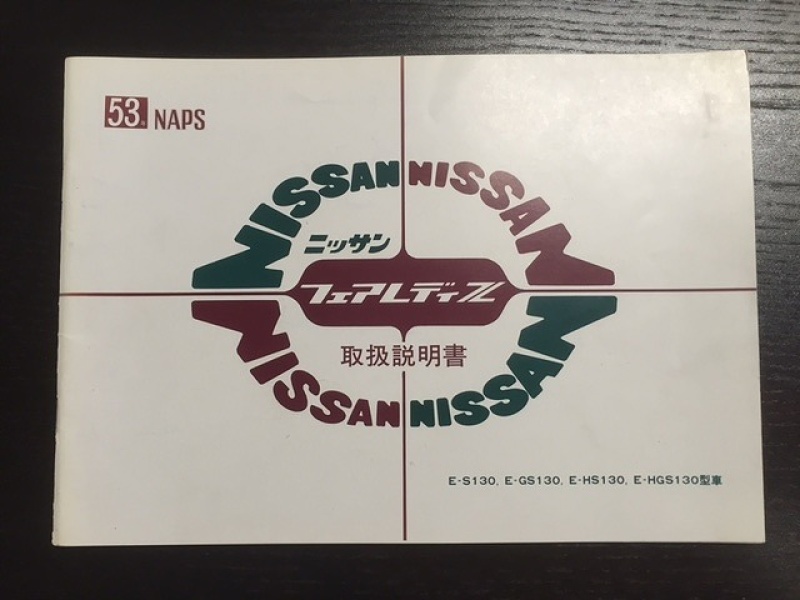 53年 NAPS
NISSAN NISSAN
ニッサン
フェアレディZ
取扱説明書
NISSAN NISSAN
E-S130, E-GS130, E-HS130, E-HGS130型車